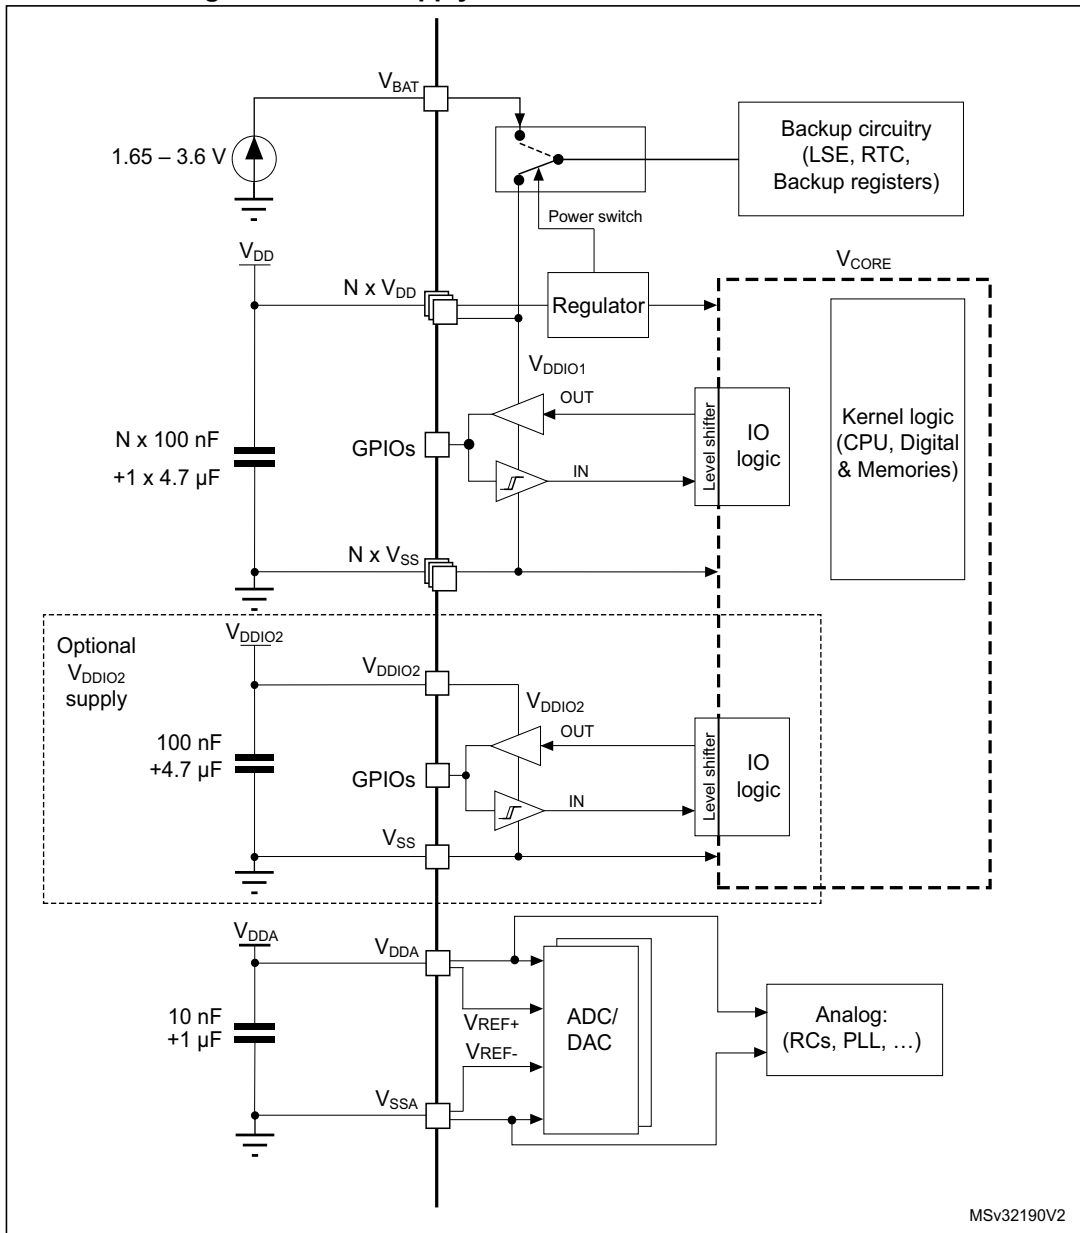 VBAT
1.65 – 3.6 V
Backup circuitry
(LSE, RTC,
Backup registers)
Power switch
VDD
N x VDD
Regulator
VCORE
VDDIO1
OUT
GPIOs
IN
Level shifter
IO
logic
Kernel logic
(CPU, Digital
& Memories)
N x 100 nF
+1 x 4.7 µF
N x VSS
Optional
VDDIO2
supply
VDDIO2
VDDIO2
VDDIO2
OUT
100 nF
+4.7 µF
GPIOs
IN
Level shifter
IO
logic
VSS
VDDA
VDDA
10 nF
+1 µF
VREF+
VREF-
ADC/
DAC
Analog:
(RCs, PLL, …)
VSSA
MSv32190V2